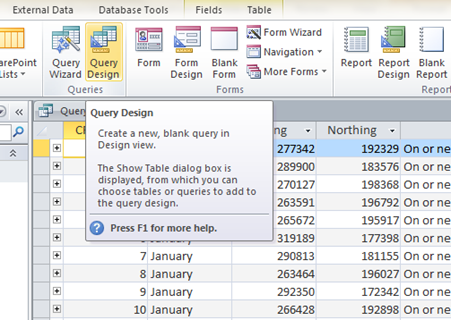 External Data Database Tools Fields Table
arePoint Lists Query Wizard Query Design Form Form Design Blank Form Form Wizard Navigation More Forms Report Report Design Blank Report
Queries Forms Report
Query
Northing
Query Design
Create a new, blank query in
Design view.
The Show Table dialog box is
displayed, from which you can
choose tables or queries to add to
the query design.
Press F1 for more help.
277342 192329 On or ne
289900 183576 On or ne
270127 198368 On or ne
263591 196792 On or ne
265672 195917 On or ne
319189 177398 On or ne
7 January 290813 181155 On or ne
8 January 263464 196027 On or ne
9 January 292350 172342 On or ne
10 January 266428 192898 On or ne